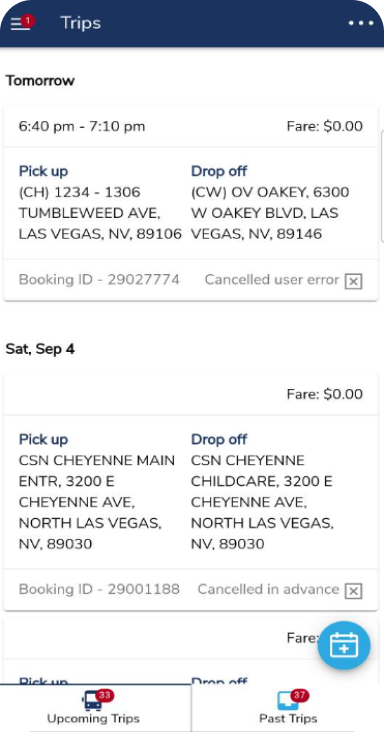 1
Trips
Tomorrow
6:40 pm - 7:10 pm Fare: $0.00
Pick up
(CH) 1234 - 1306
TUMBLEWEED AVE,
LAS VEGAS, NV, 89106
Drop off
(CW) OV OAKEY, 6300
W OAKEY BLVD, LAS
VEGAS, NV, 89146
Booking ID - 29027774 Cancelled user error
Sat, Sep 4
Fare: $0.00
Pick up
CSN CHEYENNE MAIN
ENTR, 3200 E
CHEYENNE AVE,
NORTH LAS VEGAS,
NV, 89030
Drop off
CSN CHEYENNE
CHILDCARE, 3200 E
CHEYENNE AVE,
NORTH LAS VEGAS,
NV, 89030
Booking ID - 29001188 Cancelled in advance
Fare:
Pick up
Drop off
33
Upcoming Trips
37
Past Trips